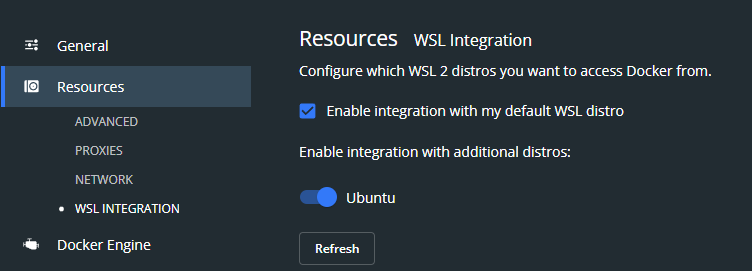 General
Resources
ADVANCED
PROXIES
NETWORK
WSL INTEGRATION
Docker Engine
Resources WSL Integration
Configure which WSL 2 distros you want to access Docker from.
Enable integration with my default WSL distro
Enable integration with additional distros:
Ubuntu
Refresh